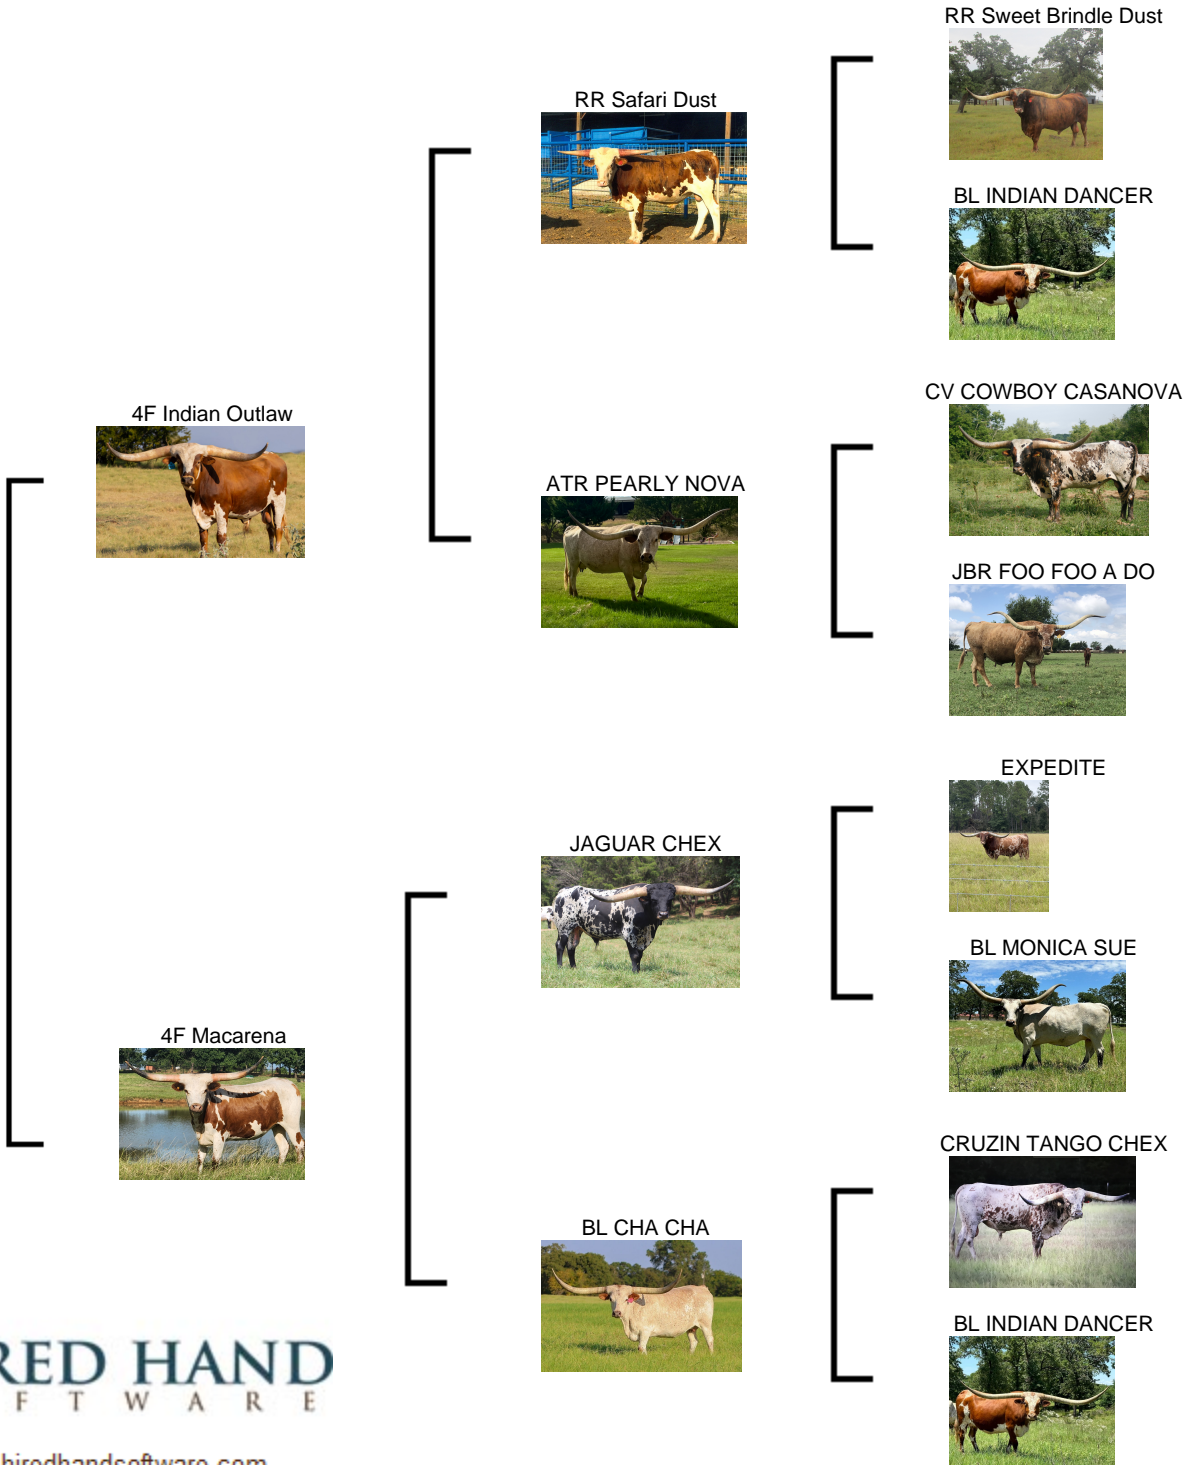 RR Sweet Brindle Dust
RR Safari Dust
BL INDIAN DANCER
4F Indian Outlaw
CV COWBOY CASANOVA
ATR PEARLY NOVA
JBR FOO FOO A DO
EXPEDITE
JAGUAR CHEX
BL MONICA SUE
4F Macarena
CRUZIN TANGO CHEX
BL CHA CHA
BL INDIAN DANCER
RED HAND
F T W A R E
hiredhandsoftware.com